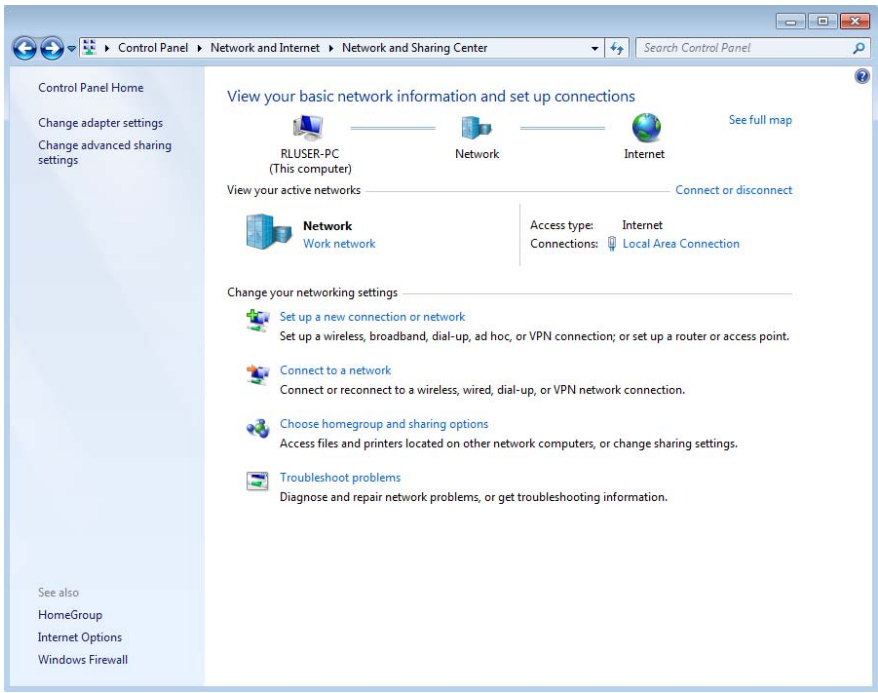 Control Panel ▸ Network and Internet ▸ Network and Sharing Center
Search Control Panel
Control Panel Home
Change adapter settings
Change advanced sharing
settings
See also
HomeGroup
Internet Options
Windows Firewall
View your basic network information and set up connections
See full map
RLUSER-PC
(This computer)
Network
Internet
View your active networks
Connect or disconnect
Network
Work network
Access type: Internet
Connections: Local Area Connection
Change your networking settings
Set up a new connection or network
Set up a wireless, broadband, dial-up, ad hoc, or VPN connection; or set up a router or access point.
Connect to a network
Connect or reconnect to a wireless, wired, dial-up, or VPN network connection.
Choose homegroup and sharing options
Access files and printers located on other network computers, or change sharing settings.
Troubleshoot problems
Diagnose and repair network problems, or get troubleshooting information.